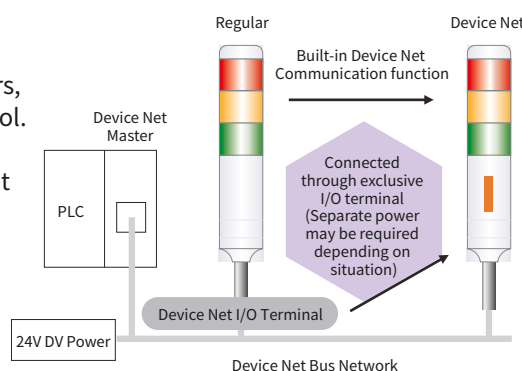 Regular
Device Net
rs,
ol.
t
Built-in Device Net
Communication function
Device Net
Master
PLC
Connected
through exclusive
I/O terminal
(Separate power
may be required
depending on
situation)
Device Net I/O Terminal
24V DV Power
Device Net Bus Network